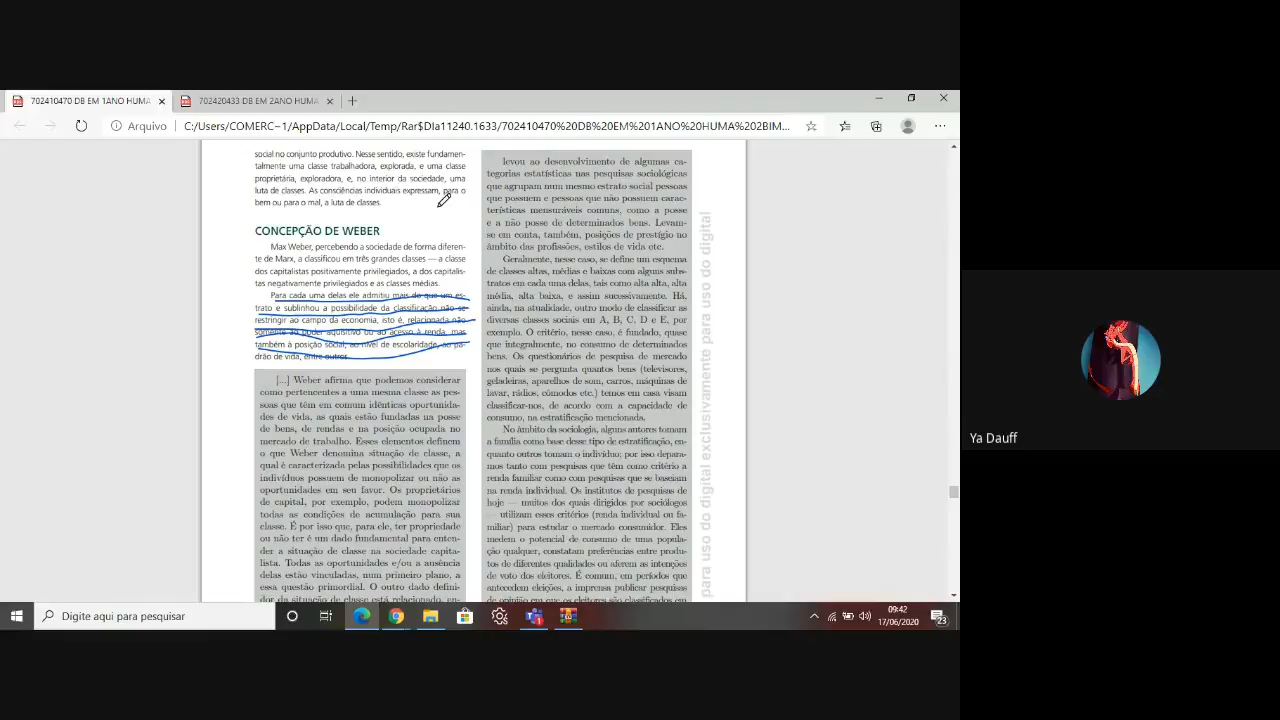 702410470 DB EM 1ANO HUMA
702420433 DB EM 2ANO HUMA
Arquivo
C:/Users/COMERC~1/AppData/Local/Temp/Rar$DIa11240.1633/702410470%20DB%20EM%201ANO%20HUMA%202BIM...
social no conjunto produtivo. Nesse sentido, existe fundamen-
talmente uma classe trabalhadora, explorada, e uma classe
proprietária, exploradora, e, no interior da sociedade, uma
luta de classes. As consciências individuais expressam, para o
bem ou para o mal, a luta de classes.
CONCEPÇÃO DE WEBER
Max Weber, percebendo a sociedade de forma diferen-
te de Marx, a classificou em três grandes classes — a classe
dos capitalistas positivamente privilegiados, a dos capitalis-
tas negativamente privilegiados e as classes médias.
Para cada uma delas ele admitiu mais do que um es-
trato e sublinhou a possibilidade da classificação não se
restringir ao campo da economia, isto é, relacionada não
somente ao poder aquisitivo ou ao acesso à renda, mas
também à posição social, ao nível de escolaridade, ao pa-
drão de vida, entre outros.
[...] Weber afirma que podemos considerar
como pertencentes a uma mesma classe as pes-
soas que têm em comum idênticas oportunida-
des de vida, as quais estão fundadas na posse
de bens, de rendas e na posição ocupada no
mercado de trabalho. Esses elementos definem
o que Weber denomina situação de classe, a
qual é caracterizada pelas possibilidades que os
indivíduos possuem de monopolizar ou não as
oportunidades em seu favor. Os proprietários
de capital, por exemplo, podem monopolizar
todas as condições de acumulação para sua
classe. É por isso que, para ele, ter propriedade
ou não ter é um dado fundamental para enten-
der a situação de classe na sociedade capita-
lista. Todas as oportunidades e/ou a ausência
delas estão vinculadas, num primeiro plano, a
essa questão primordial. O outro dado defini-
dor da situação de classe está relacionado, en-
levou ao desenvolvimento de algumas ca-
tegorias estatísticas nas pesquisas sociológicas
que agrupam num mesmo estrato social pessoas
que possuem e pessoas que não possuem carac-
terísticas mensuráveis comuns, como a posse
e a não posse de determinados bens. Levam-
se em conta, também, posições de prestígio no
âmbito das profissões, estilos de vida etc.
Geralmente, nesse caso, se define um esquema
de classes altas, médias e baixas com alguns subs-
tratos em cada uma delas, tais como alta alta, alta
média, alta baixa, e assim sucessivamente. Há,
ainda, na atualidade, outro modo de classificar as
diversas classes sociais em A, B, C, D e E, por
exemplo. O critério, nesse caso, é fundado, quase
que integralmente, no consumo de determinados
bens. Os questionários de pesquisa de mercado
nos quais se pergunta quantos bens (televisores,
geladeiras, aparelhos de som, carros, máquinas de
lavar, rádios, cômodos etc.) temos em casa visam
classificar-nos, de acordo com a capacidade de
consumo, na estratificação mencionada.
No âmbito da sociologia, alguns autores tomam
a família como base desse tipo de estratificação, en-
quanto outros tomam o indivíduo; por isso depara-
mos tanto com pesquisas que têm como critério a
renda familiar como com pesquisas que se baseiam
na renda individual. Os institutos de pesquisas de
hoje — muitos dos quais dirigidos por sociólogos
— utilizam esses critérios (renda individual ou fa-
miliar) para estudar o mercado consumidor. Eles
medem o potencial de consumo de uma popula-
ção qualquer, constatam preferências entre produ-
tos de diferentes qualidades ou aferem as intenções
de voto dos eleitores. É comum, em períodos que
antecedem eleições, a imprensa publicar pesquisas
de opinião em que os eleitores são classificados em
para uso do digital exclusivamente para uso do digital
Ya Dauff
Digite aqui para pesquisar
09:42
17/06/2020
23